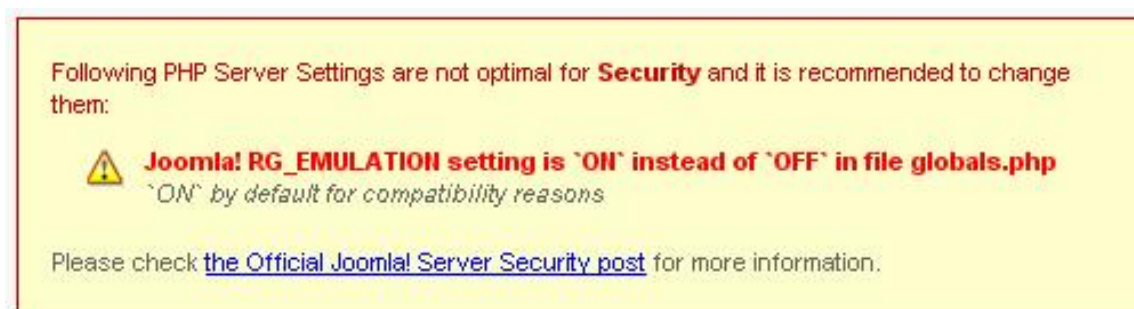 Following PHP Server Settings are not optimal for Security and it is recommended to change
them:
Joomla! RG_EMULATION setting is `ON` instead of `OFF` in file globals.php
`ON` by default for compatibility reasons
Please check the Official Joomla! Server Security post for more information.